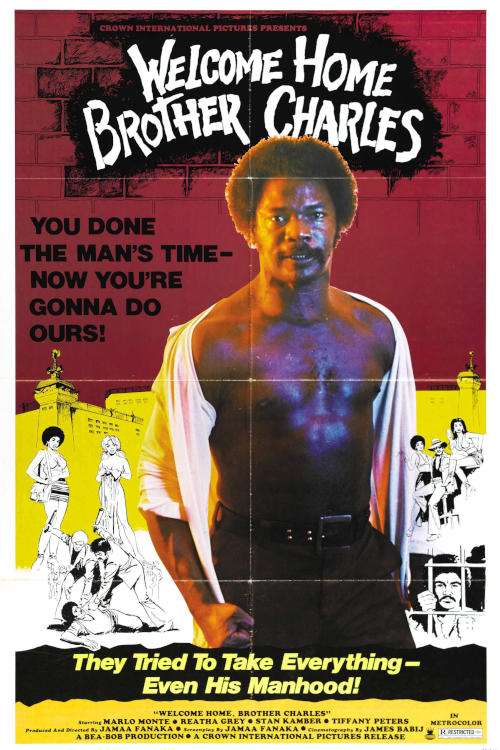 CROWN INTERNATIONAL PICTURES PRESENTS
WELCOME HOME
BROTHER CHARLES
YOU DONE
THE MAN'S TIME—
NOW YOU'RE
GONNA DO
OURS!
They Tried To Take Everything—
Even His Manhood!
"WELCOME HOME, BROTHER CHARLES"
Starring MARLO MONTE ● REATHA GREY ● STAN KAMBER ● TIFFANY PETERS
Produced And Directed By JAMAA FANAKA ● Screenplay By JAMAA FANAKA ● Cinematography By JAMES BABIJ
A BEA-BOB PRODUCTION ● A CROWN INTERNATIONAL PICTURES RELEASE
IN
METROCOLOR
R RESTRICTED